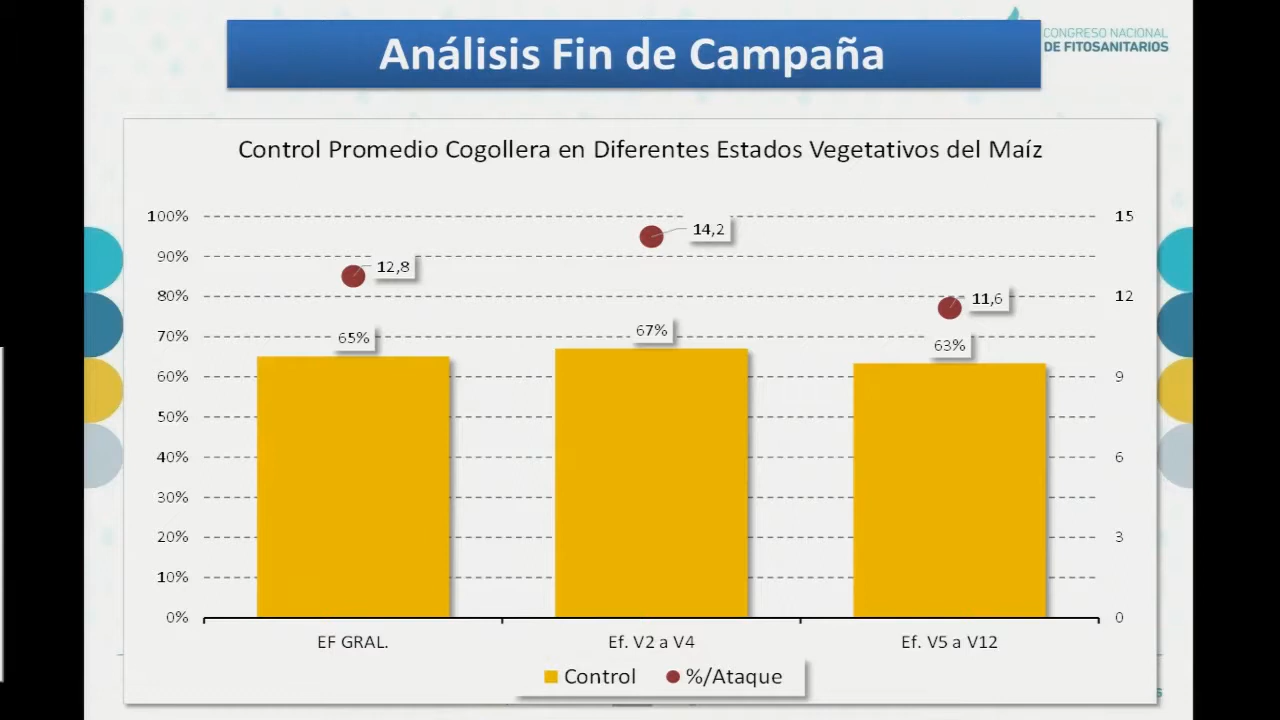 Análisis Fin de Campaña
CONGRESO NACIONAL
DE FITOSANITARIOS
Control Promedio Cogollera en Diferentes Estados Vegetativos del Maíz
100%
90%
80%
70%
60%
50%
40%
30%
20%
10%
0%
15
12
9
6
3
0
12,8
14,2
11,6
65%
67%
63%
EF GRAL.
Ef. V2 a V4
Ef. V5 a V12
Control
%/Ataque